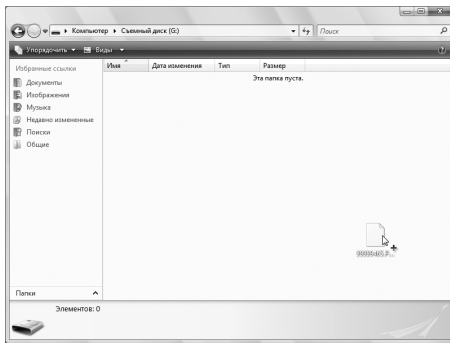 Компьютер ▸ Съемный диск (G:)
Поиск
Упорядочить
Виды
Избранные ссылки
Имя
Дата изменения
Тип
Размер
Эта папка пуста.
Документы
Изображения
Музыка
Недавно измененные
Поиски
Общие
Папки
Элементов: 0